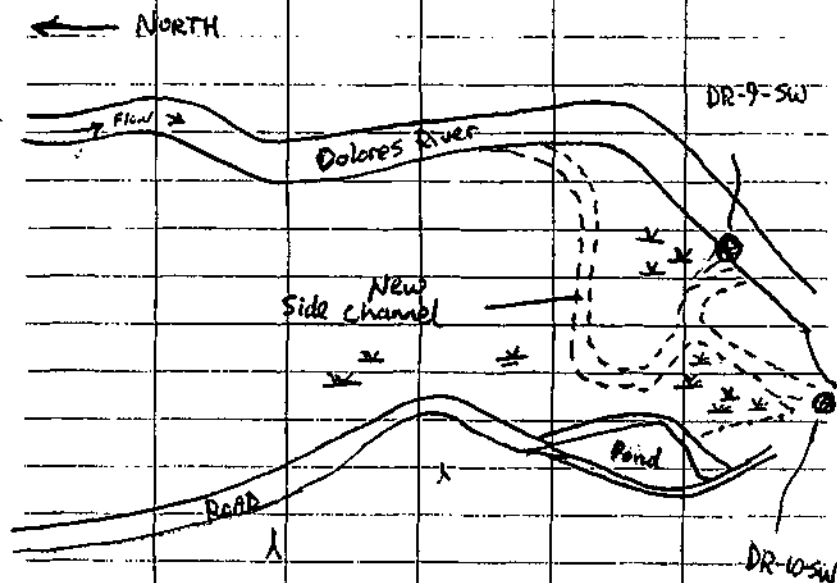 NORTH
DR-9-SW
Flow
Dolores River
New
Side Channel
Pond
ROAD
DR-10-SW